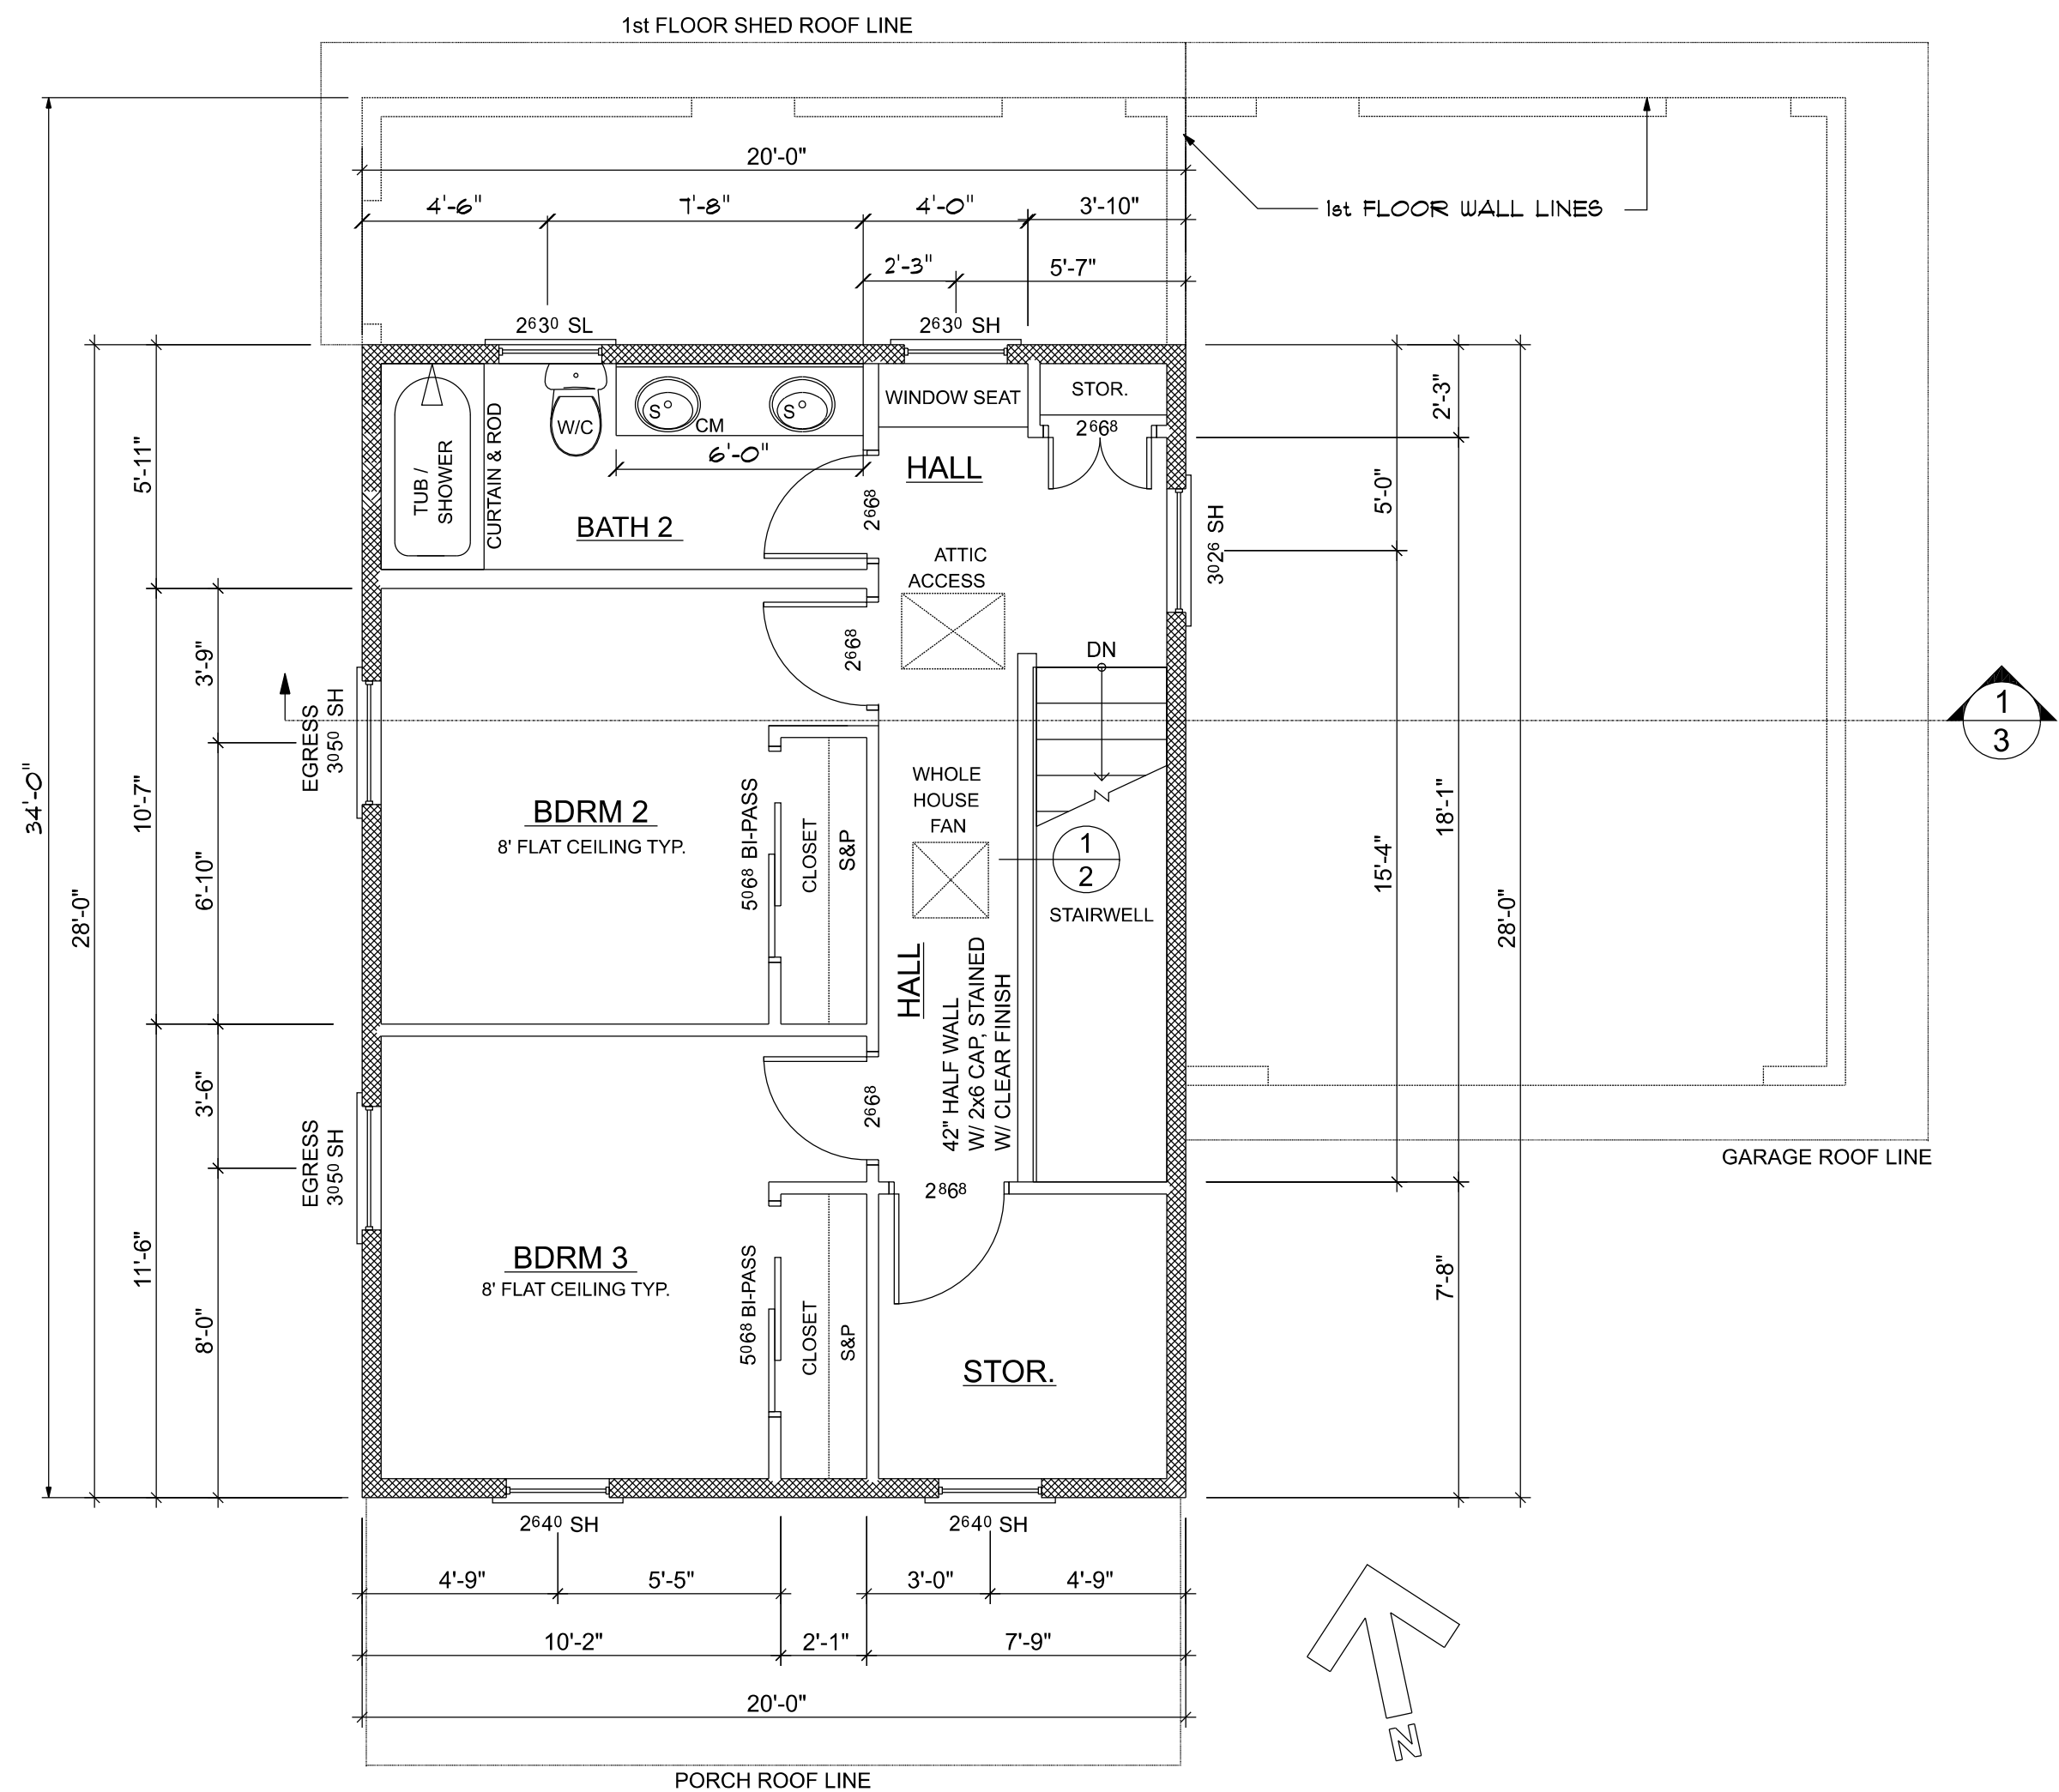 1st FLOOR SHED ROOF LINE
20'-0"
4'-6"
7'-8"
4'-0"
3'-10"
1st FLOOR WALL LINES
2'-3"
5'-7"
2630 SL
2630 SH
WINDOW SEAT
STOR.
2668
S
S
W/C
CM
6'-0"
TUB /
SHOWER
CURTAIN & ROD
BATH 2
HALL
2668
ATTIC
ACCESS
3026 SH
2668
DN
5'-11"
3'-9"
EGRESS
3050 SH
10'-7"
34'-0"
28'-0"
6'-10"
BDRM 2
8' FLAT CEILING TYP.
5068 BI-PASS
CLOSET
S&P
WHOLE
HOUSE
FAN
1
2
STAIRWELL
HALL
42" HALF WALL
W/ 2x6 CAP, STAINED
W/ CLEAR FINISH
2'-3"
5'-0"
18'-1"
15'-4"
28'-0"
1
3
GARAGE ROOF LINE
3'-6"
EGRESS
3050 SH
11'-6"
8'-0"
2668
2868
BDRM 3
8' FLAT CEILING TYP.
5068 BI-PASS
CLOSET
S&P
STOR.
7'-8"
2640 SH
2640 SH
4'-9"
5'-5"
3'-0"
4'-9"
10'-2"
2'-1"
7'-9"
20'-0"
N
PORCH ROOF LINE